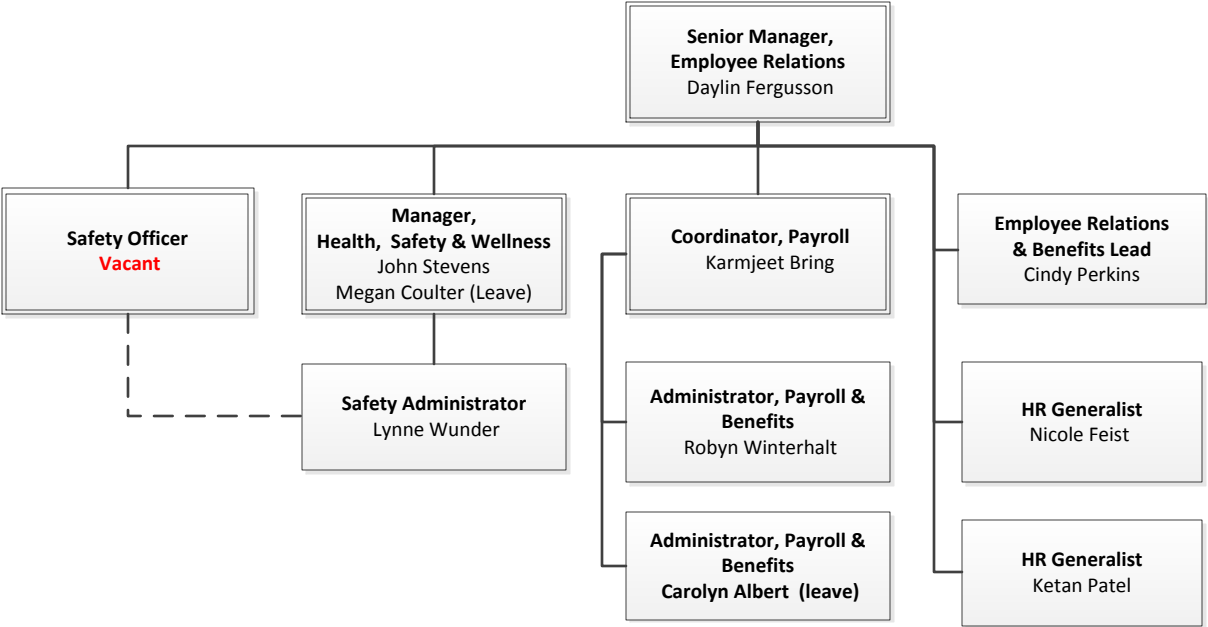 Senior Manager,
Employee Relations
Daylin Fergusson
Safety Officer
Vacant
Manager,
Health, Safety & Wellness
John Stevens
Megan Coulter (Leave)
Coordinator, Payroll
Karmjeet Bring
Employee Relations
& Benefits Lead
Cindy Perkins
Safety Administrator
Lynne Wunder
Administrator, Payroll &
Benefits
Robyn Winterhalt
HR Generalist
Nicole Feist
Administrator, Payroll &
Benefits
Carolyn Albert (leave)
HR Generalist
Ketan Patel